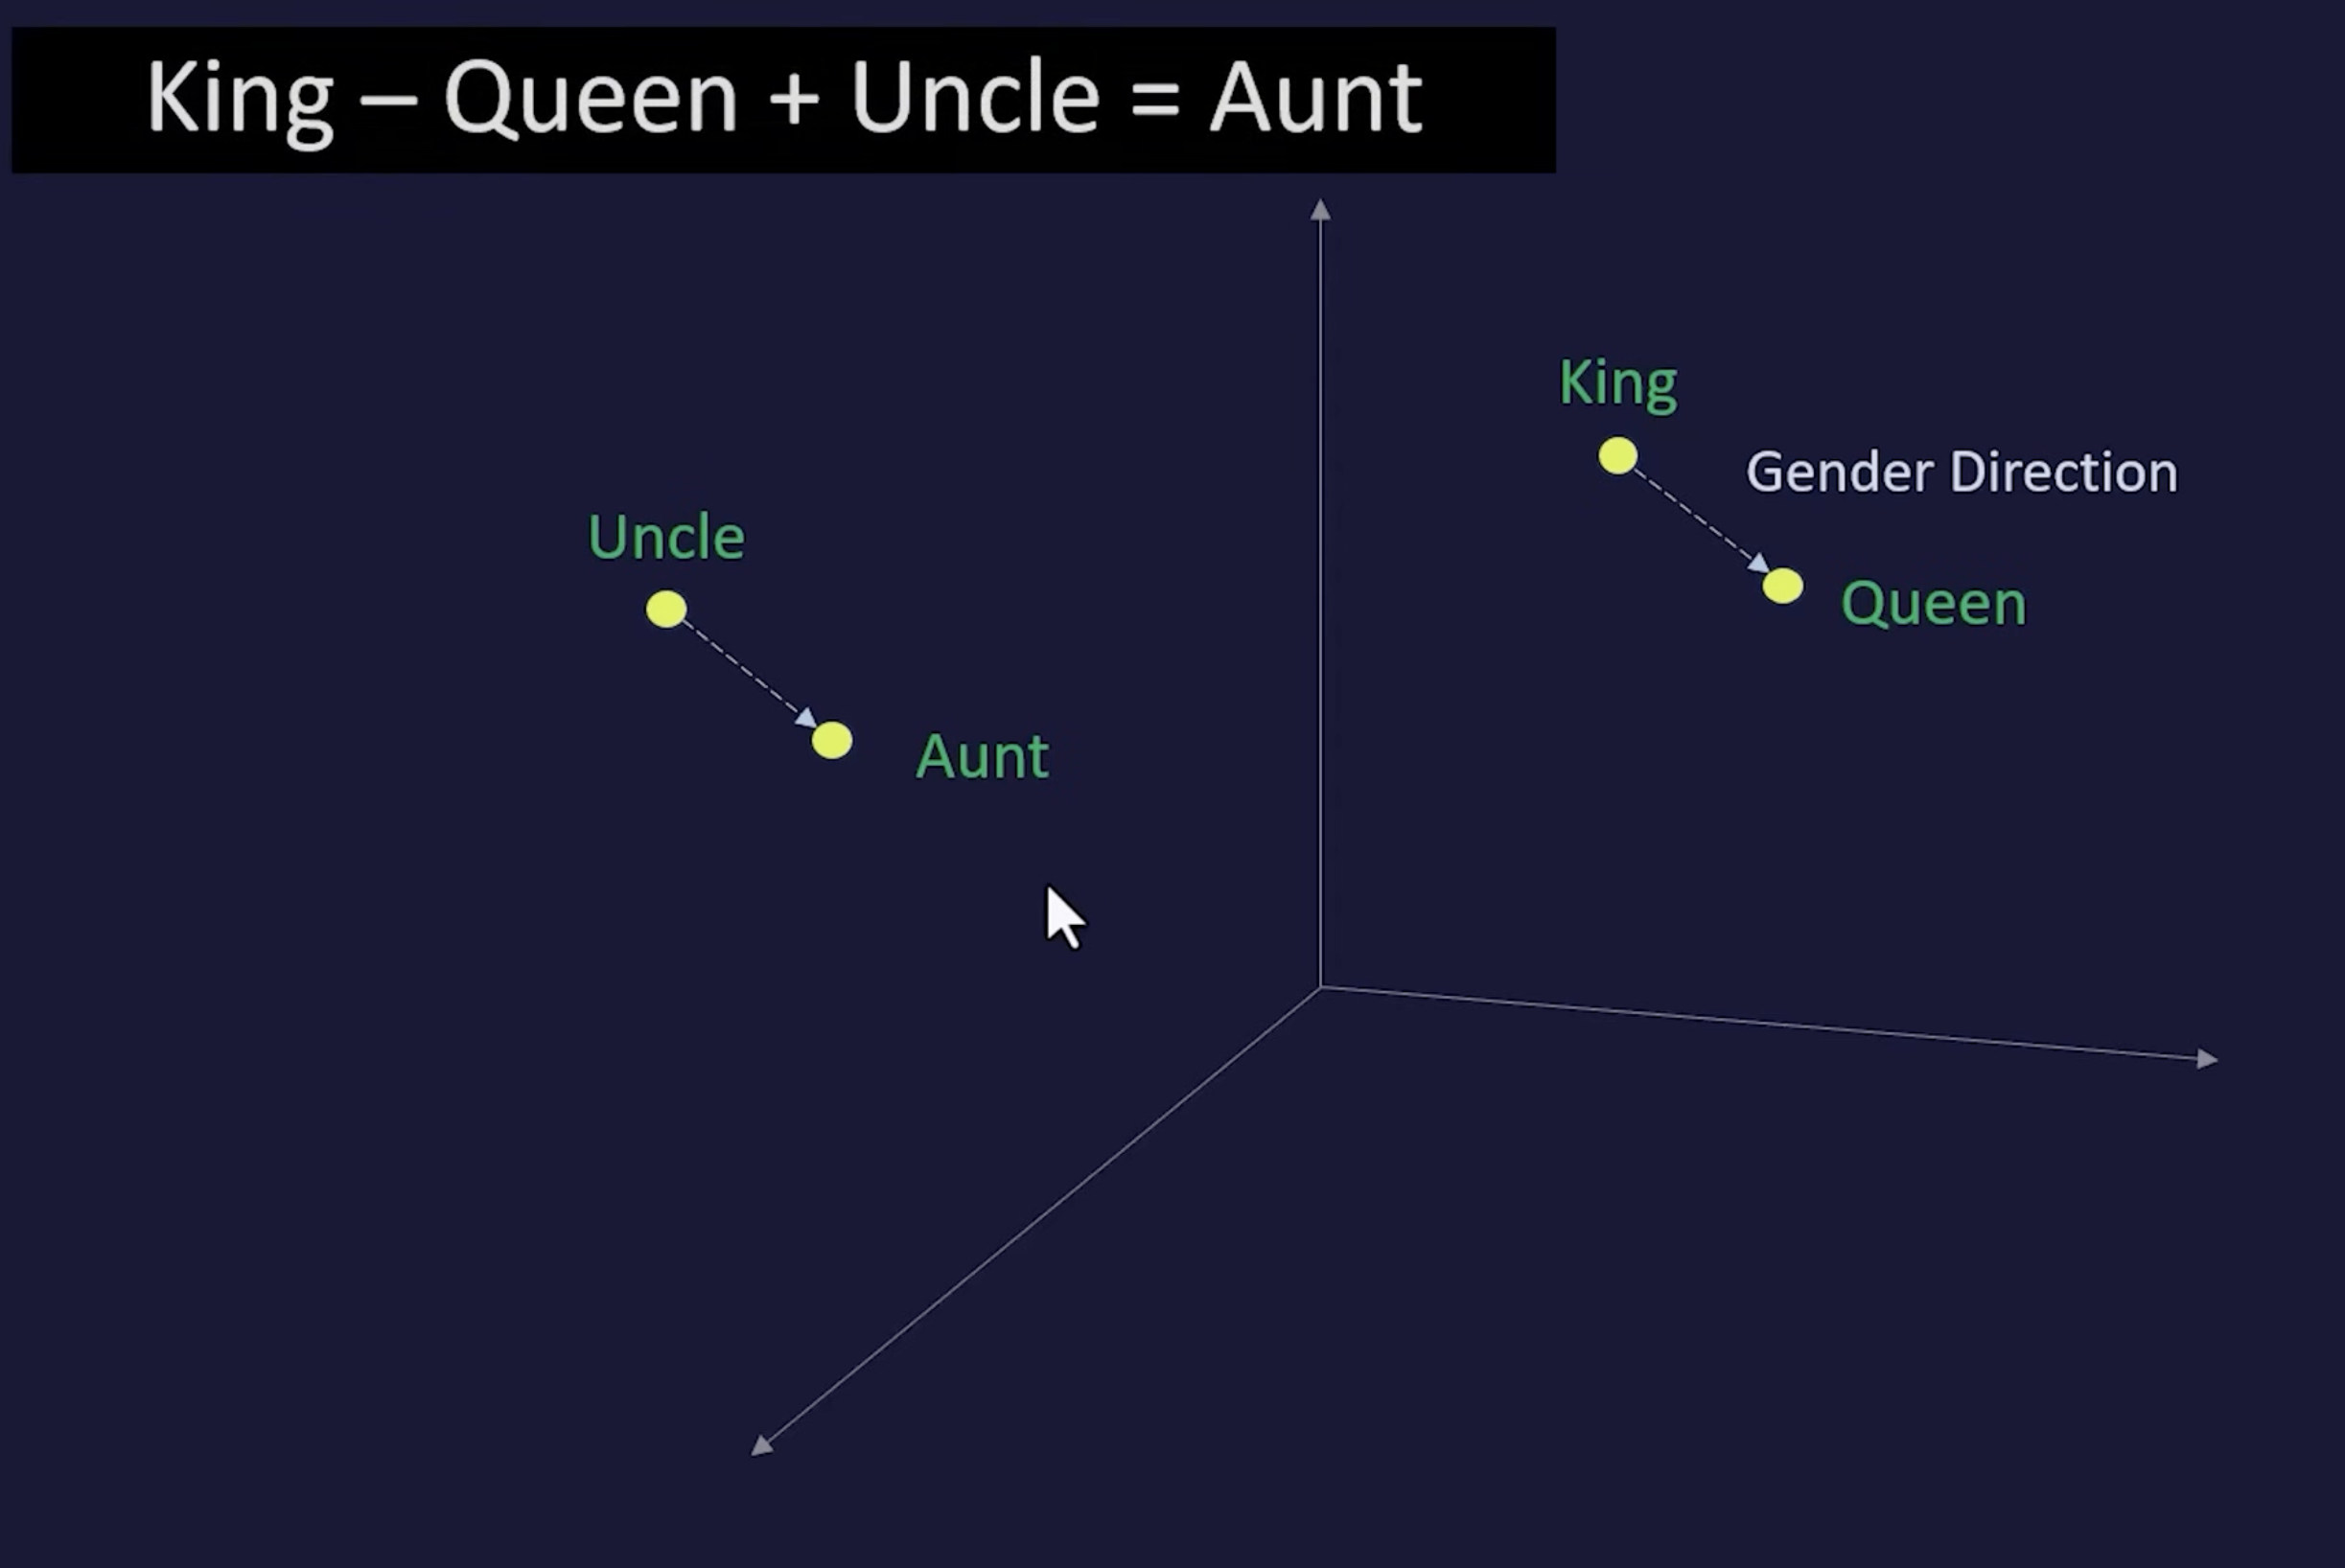 King – Queen + Uncle = Aunt
King
Gender Direction
Uncle
Queen
Aunt